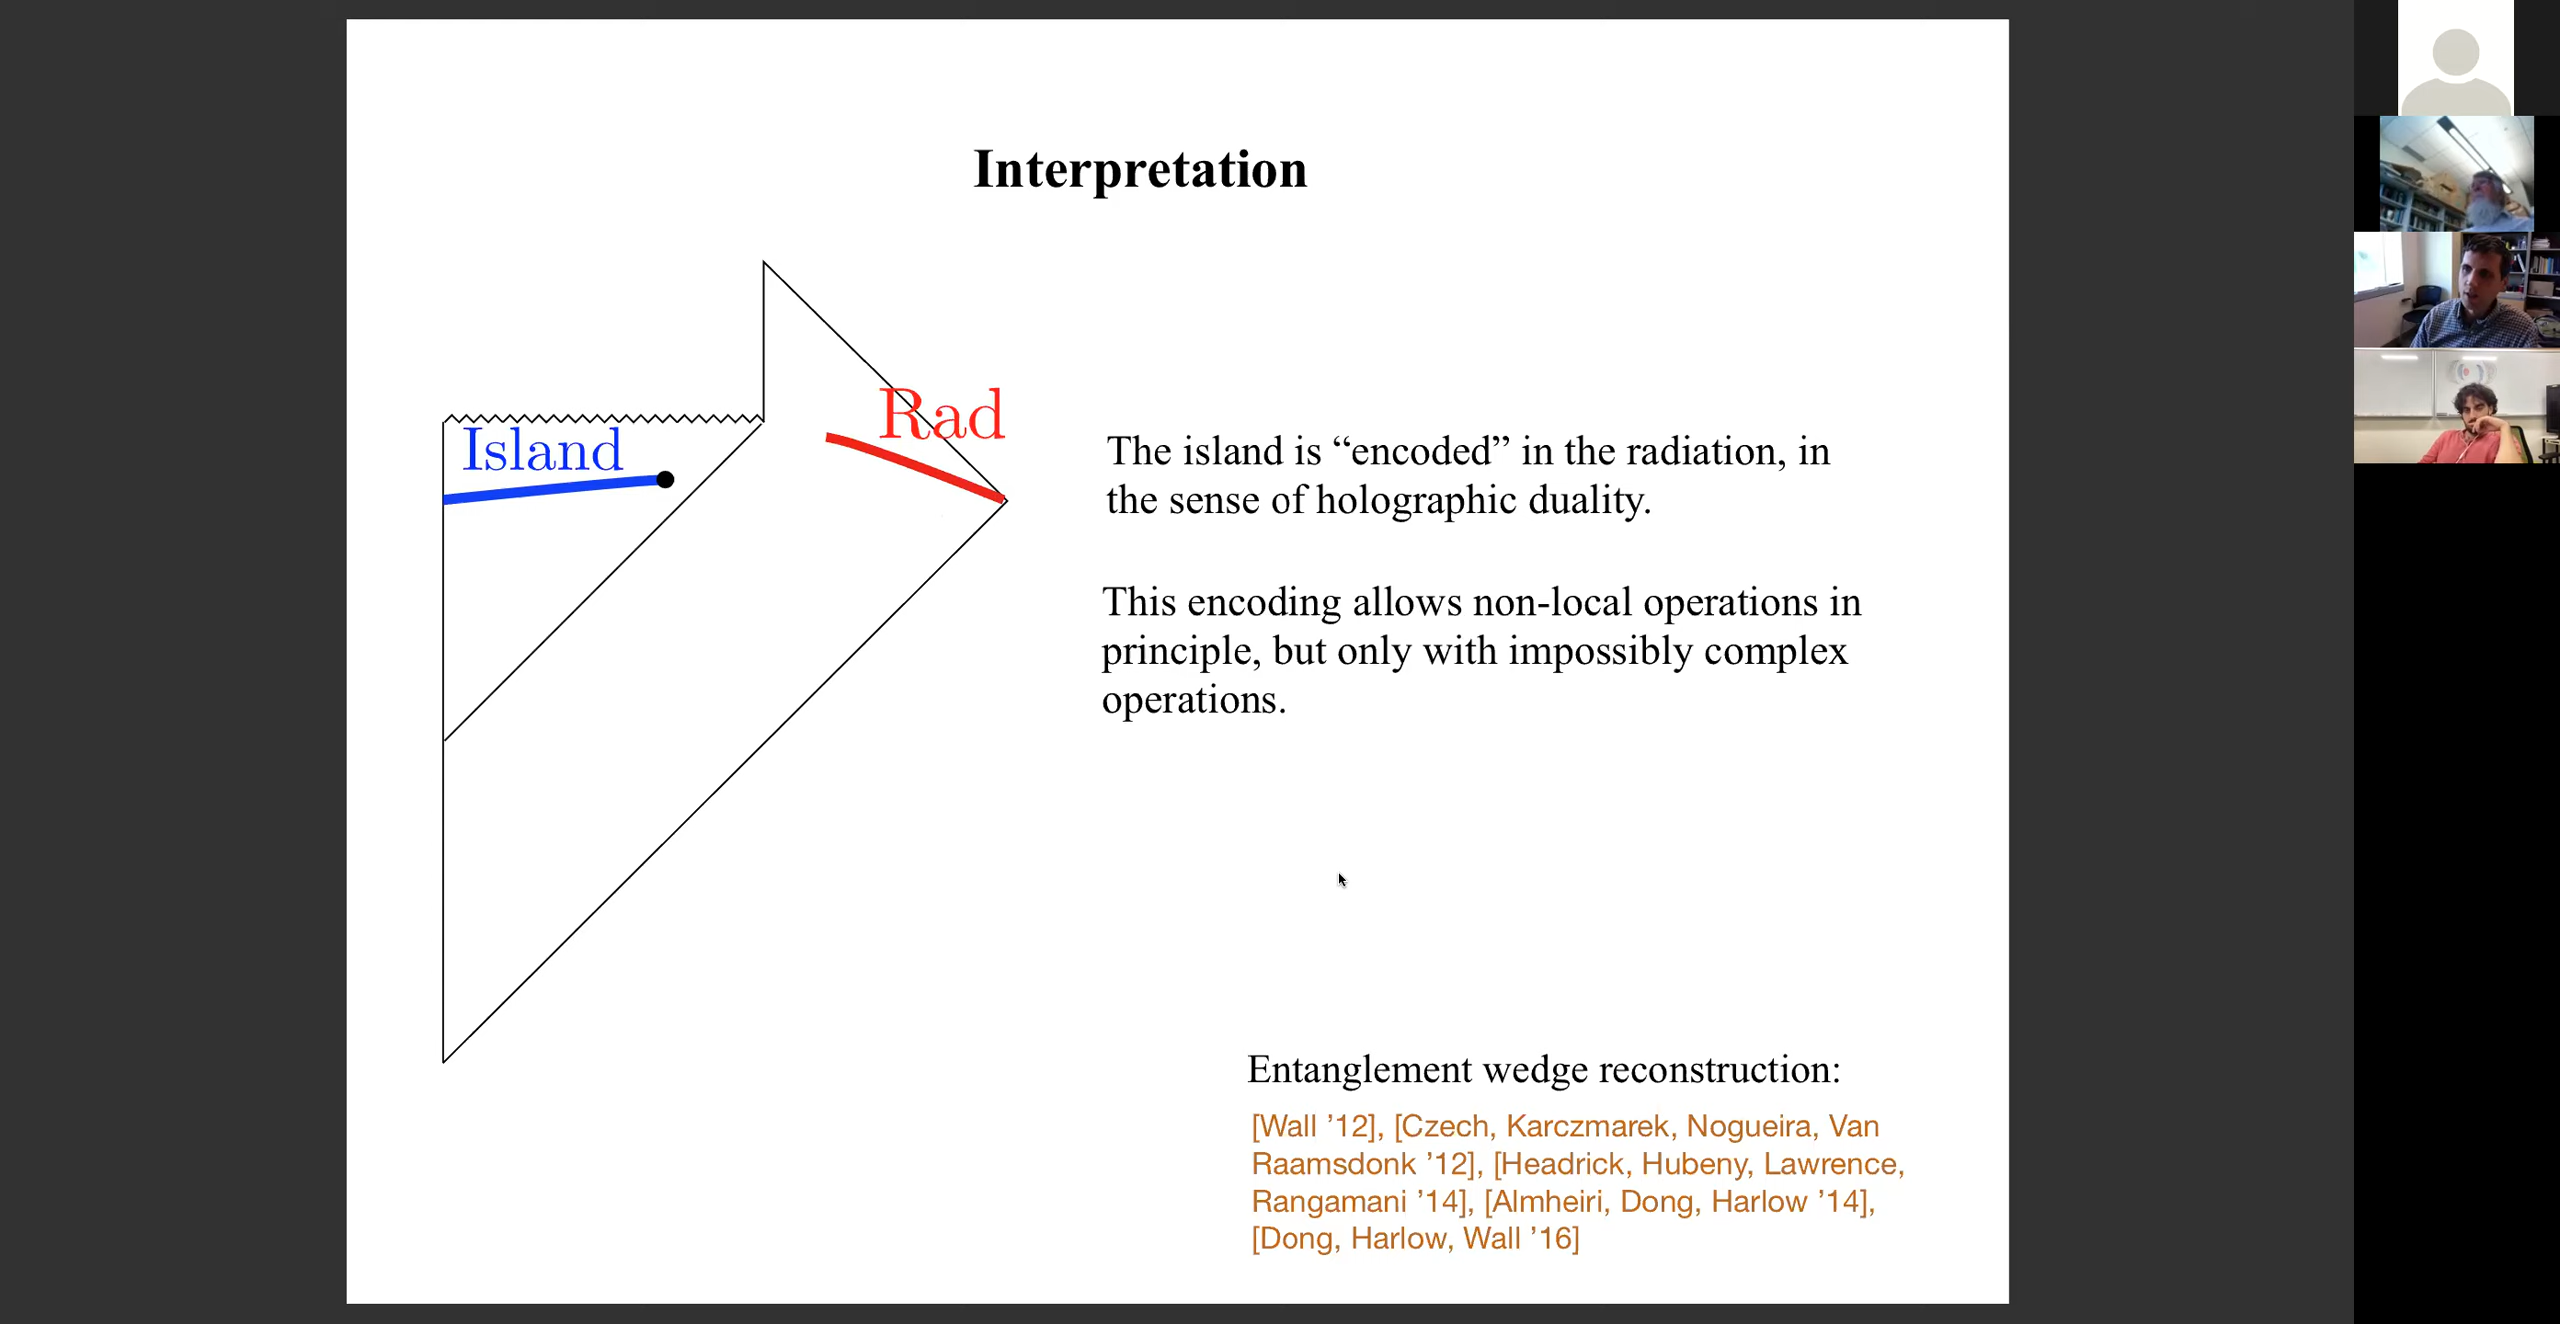 Interpretation
Rad
Island
The island is “encoded” in the radiation, in
the sense of holographic duality.
This encoding allows non-local operations in
principle, but only with impossibly complex
operations.
Entanglement wedge reconstruction:
[Wall ’12], [Czech, Karczmarek, Nogueira, Van
Raamsdonk ’12], [Headrick, Hubeny, Lawrence,
Rangamani ’14], [Almheiri, Dong, Harlow ’14],
[Dong, Harlow, Wall ’16]